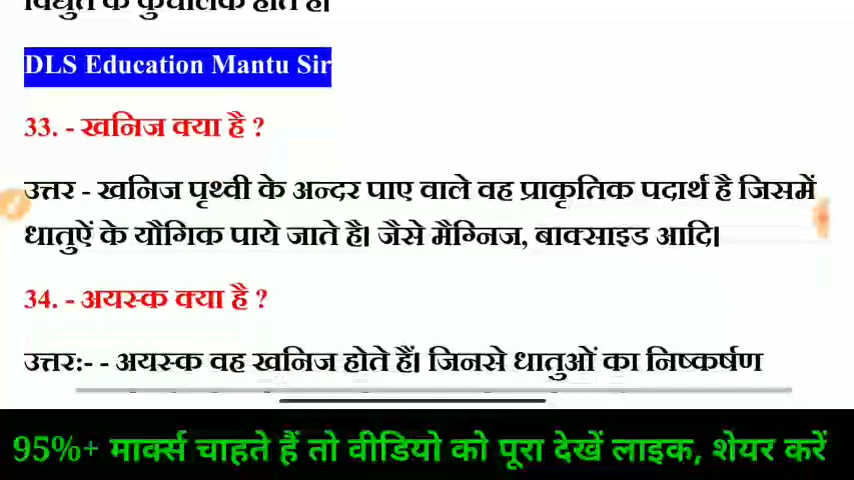 विद्युत के कुचालक होते हैं।
DLS Education Mantu Sir
33. - खनिज क्या है ?
उत्तर - खनिज पृथ्वी के अन्दर पाए वाले वह प्राकृतिक पदार्थ है जिसमें
धातुऐं के यौगिक पाये जाते है। जैसे मैग्निज, बाक्साइड आदि।
34. - अयस्क क्या है ?
उत्तरः- - अयस्क वह खनिज होते हैं। जिनसे धातुओं का निष्कर्षण
95%+ मार्क्स चाहते हैं तो वीडियो को पूरा देखें लाइक, शेयर करें